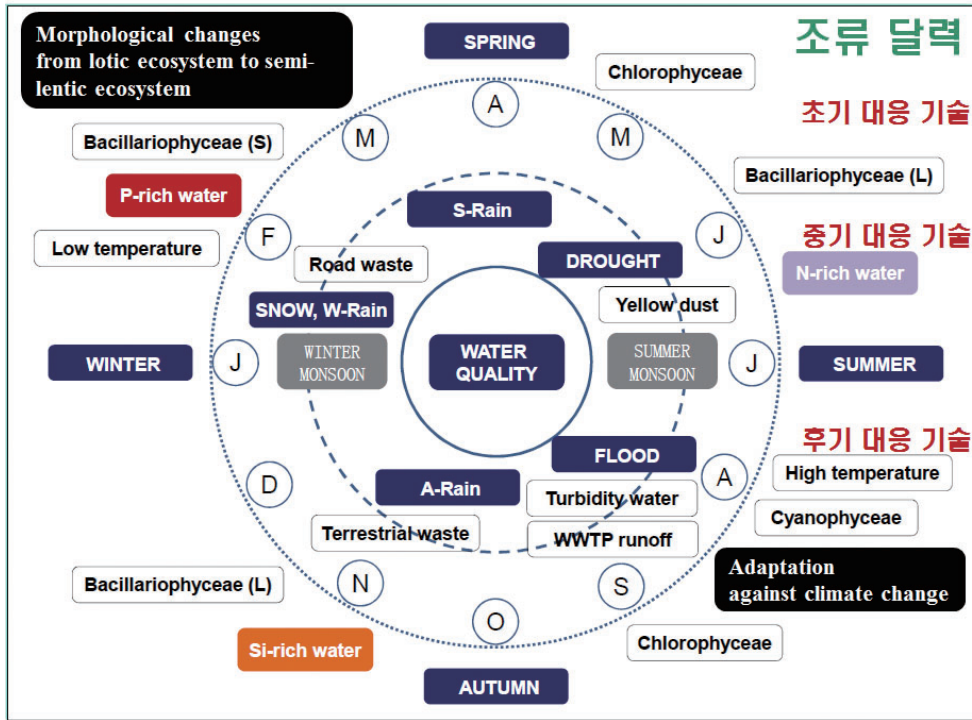 Morphological changes
from lotic ecosystem to semi-
lentic ecosystem
SPRING
조류 달력
Chlorophyceae
A
초기 대응 기술
M
M
Bacillariophyceae (S)
Bacillariophyceae (L)
P-rich water
S-Rain
F
J
중기 대응 기술
Low temperature
Road waste
DROUGHT
N-rich water
SNOW, W-Rain
Yellow dust
WINTER
J
WINTER
MONSOON
WATER
QUALITY
SUMMER
MONSOON
J
SUMMER
후기 대응 기술
FLOOD
A
High temperature
D
A-Rain
Turbidity water
Cyanophyceae
Terrestrial waste
WWTP runoff
Adaptation
against climate change
Bacillariophyceae (L)
N
S
O
Si-rich water
Chlorophyceae
AUTUMN